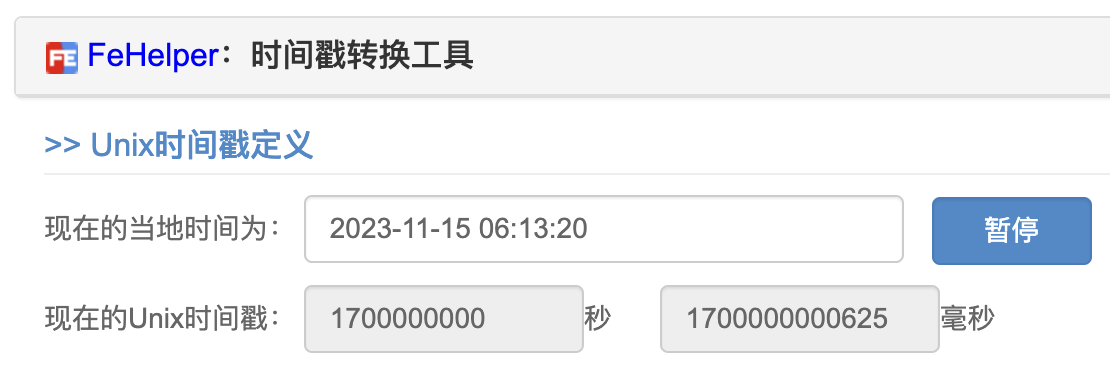 FE FeHelper：时间戳转换工具
>> Unix时间戳定义
现在的当地时间为： 2023-11-15 06:13:20 暂停
现在的Unix时间戳： 1700000000 秒 1700000000625 毫秒